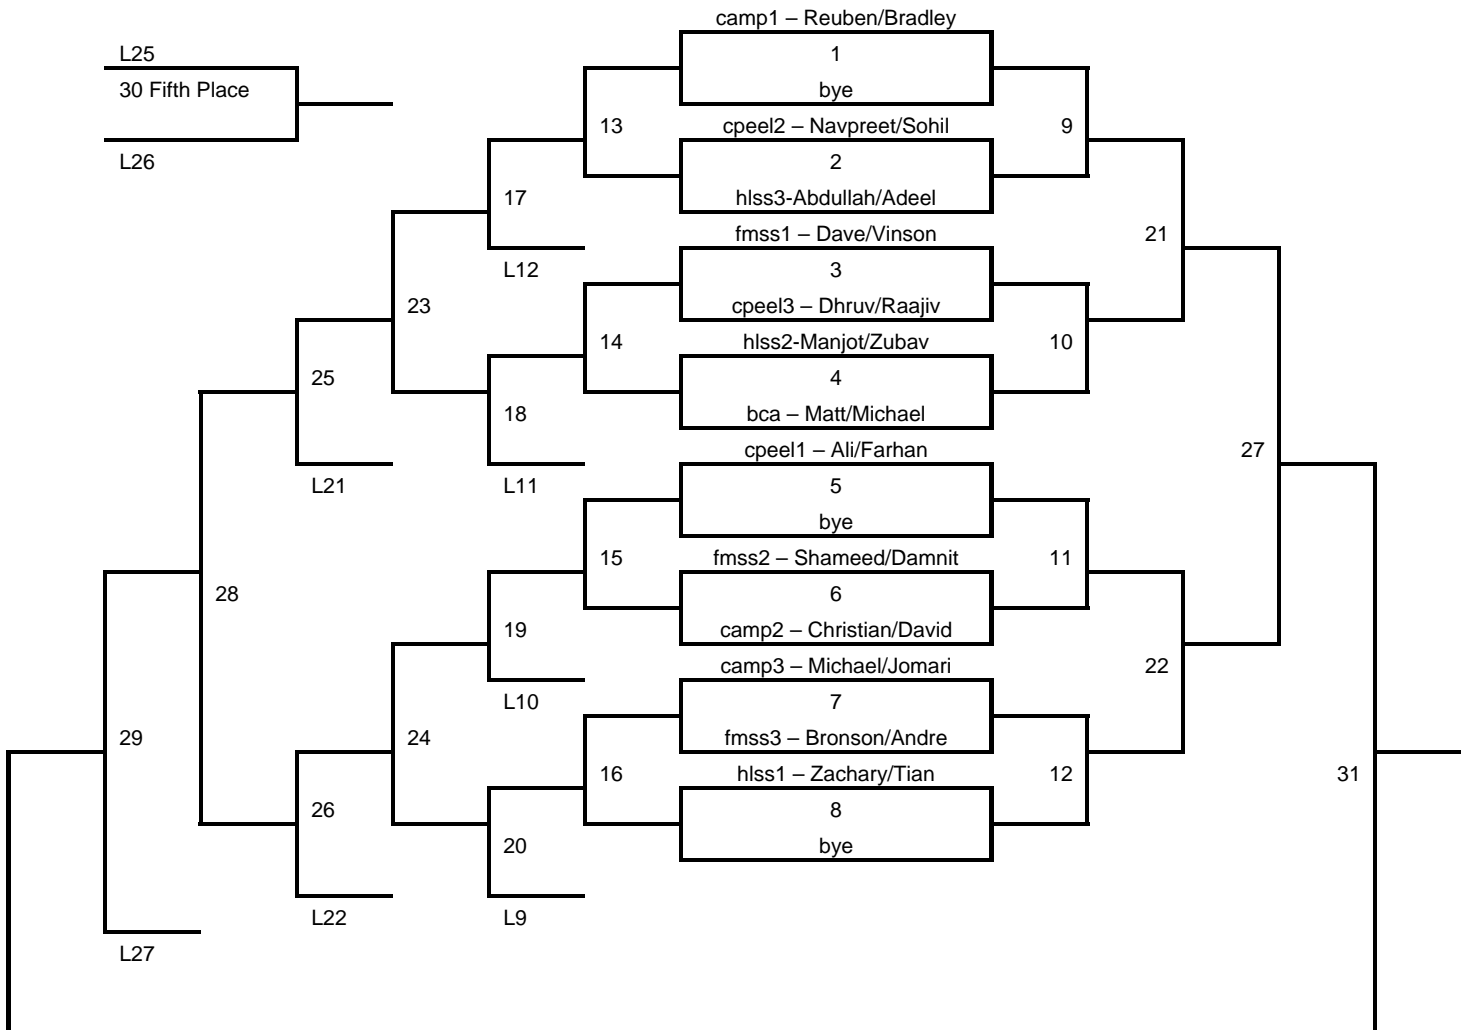 camp1 – Reuben/Bradley
L25
1
30 Fifth Place
bye
13
cpeel2 – Navpreet/Sohil
9
L26
2
17
hlss3-Abdullah/Adeel
fmss1 – Dave/Vinson
21
L12
3
23
cpeel3 – Dhruv/Raajiv
14
hlss2-Manjot/Zubav
10
25
4
18
bca – Matt/Michael
cpeel1 – Ali/Farhan
27
L21
L11
5
bye
15
fmss2 – Shameed/Damnit
11
28
6
19
camp2 – Christian/David
camp3 – Michael/Jomari
22
L10
7
29
24
fmss3 – Bronson/Andre
16
hlss1 – Zachary/Tian
12
31
26
8
20
bye
L22
L9
L27